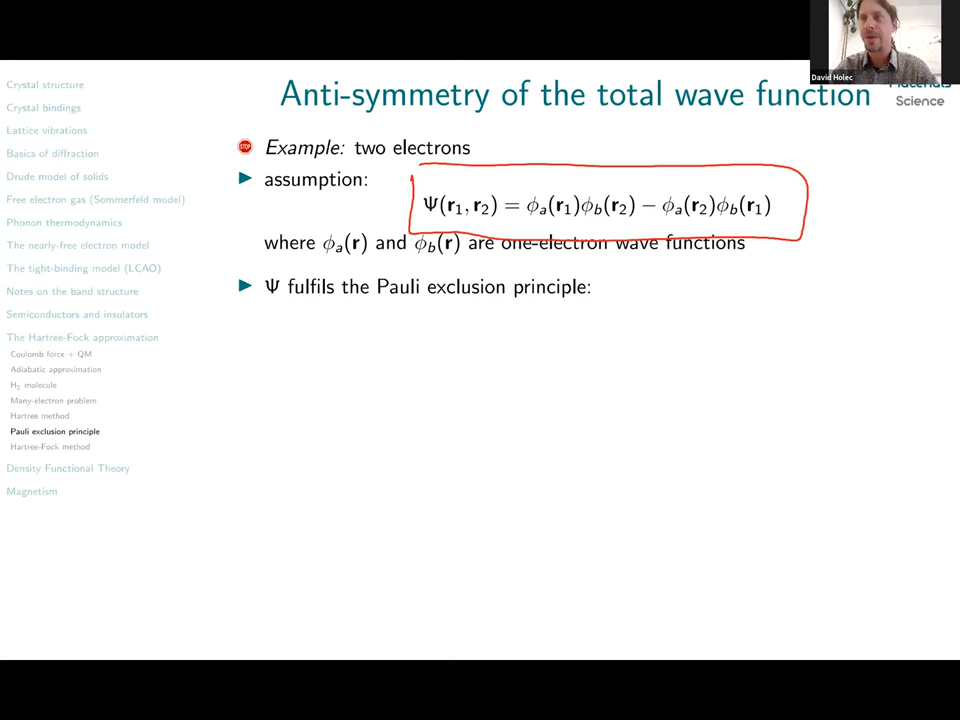 David Holec
Materials
Science
Anti-symmetry of the total wave function
Crystal structure
Crystal bindings
Lattice vibrations
Basics of diffraction
Drude model of solids
Free electron gas (Sommerfeld model)
Phonon thermodynamics
The nearly-free electron model
The tight-binding model (LCAO)
Notes on the band structure
Semiconductors and insulators
The Hartree-Fock approximation
Coulomb force + QM
Adiabatic approximation
H₂ molecule
Many-electron problem
Hartree method
Pauli exclusion principle
Hartree-Fock method
Density Functional Theory
Magnetism
STOP Example: two electrons
▶ assumption:
Ψ(r₁, r₂) = ϕₐ(r₁)ϕ_b(r₂) − ϕₐ(r₂)ϕ_b(r₁)
where ϕₐ(r) and ϕ_b(r) are one-electron wave functions
▶ Ψ fulfils the Pauli exclusion principle: